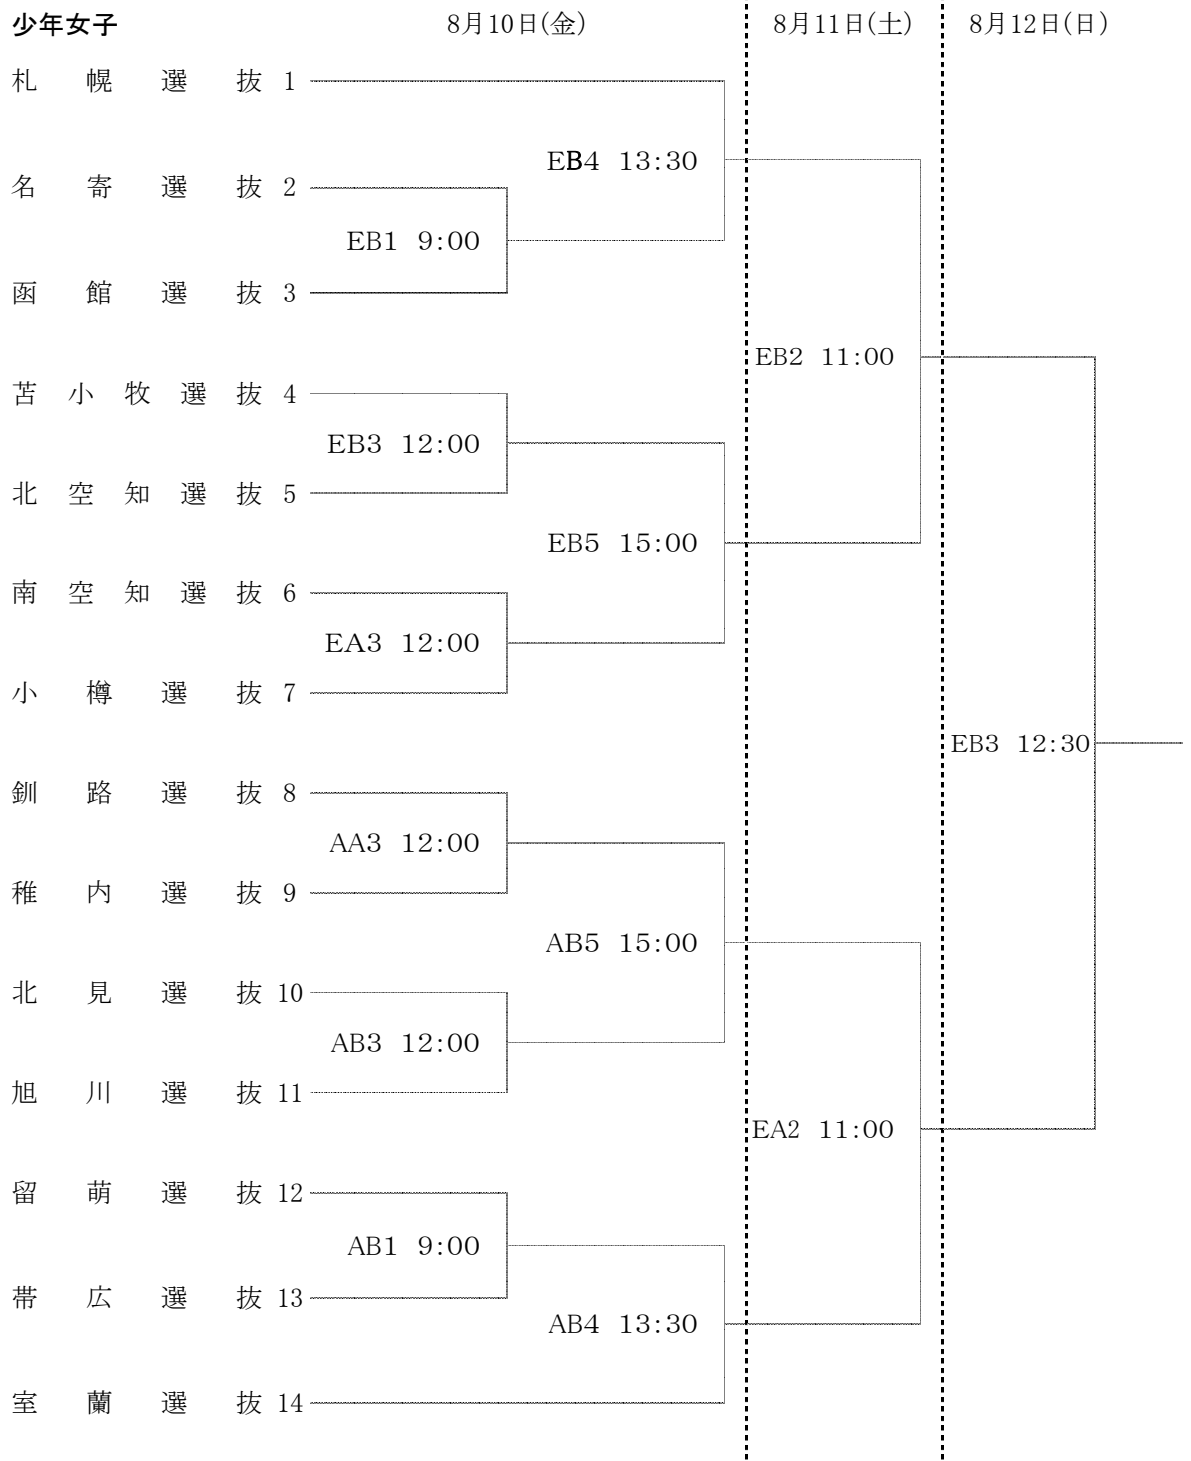 少年女子 8月10日(金) 8月11日(土) 8月12日(日)
札幌選抜 1
EB4 13:30
名寄選抜 2
EB1 9:00
函館選抜 3
EB2 11:00
苫小牧選抜 4
EB3 12:00
北空知選抜 5
EB5 15:00
南空知選抜 6
EA3 12:00
小樽選抜 7
EB3 12:30
釧路選抜 8
AA3 12:00
稚内選抜 9
AB5 15:00
北見選抜 10
AB3 12:00
旭川選抜 11
EA2 11:00
留萌選抜 12
AB1 9:00
帯広選抜 13
AB4 13:30
室蘭選抜 14